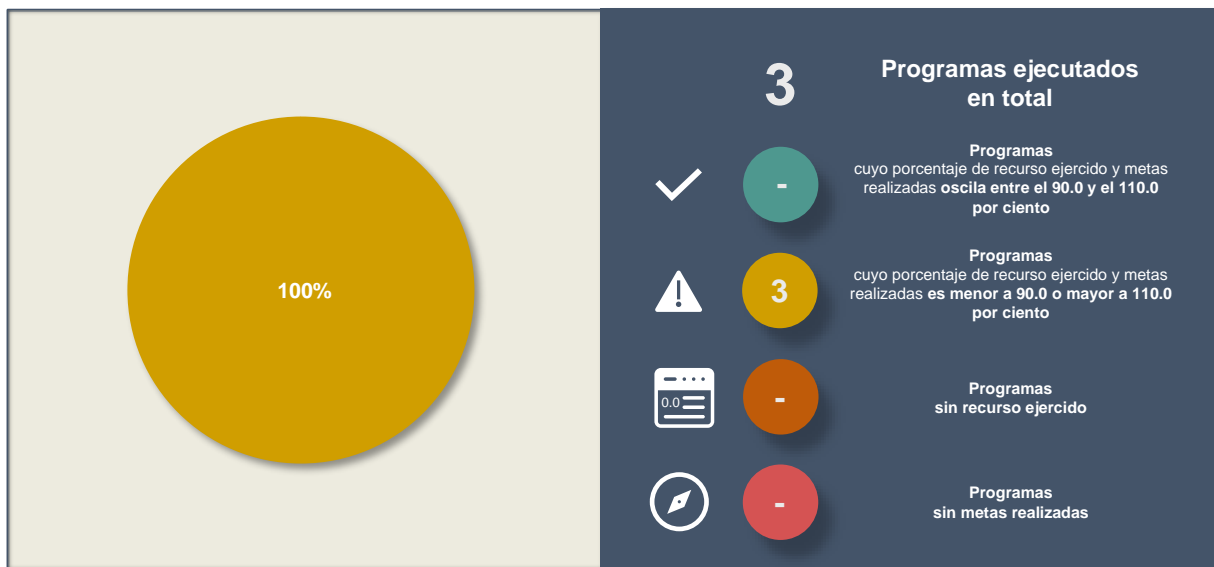 100%
3
Programas ejecutados
en total
-
Programas
cuyo porcentaje de recurso ejercido y metas
realizadas oscila entre el 90.0 y el 110.0
por ciento
3
Programas
cuyo porcentaje de recurso ejercido y metas
realizadas es menor a 90.0 o mayor a 110.0
por ciento
0.0
-
Programas
sin recurso ejercido
-
Programas
sin metas realizadas